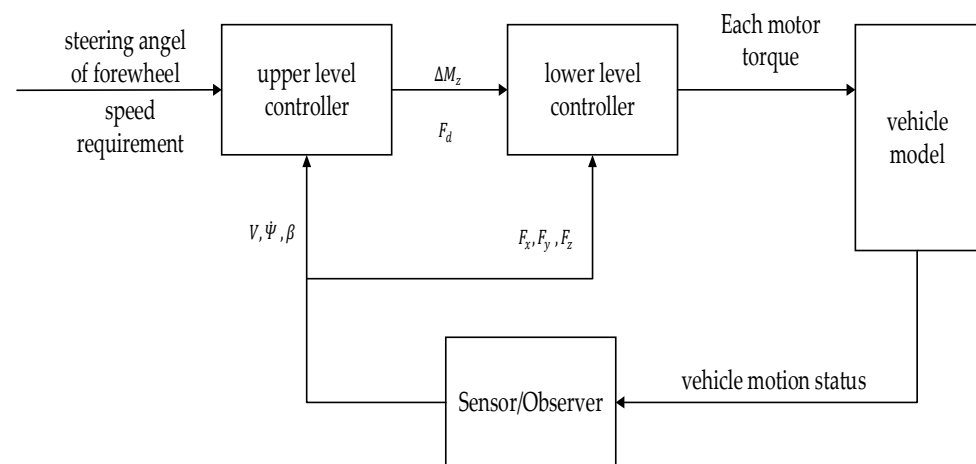 steering angel
of forewheel
speed
requirement
upper level
controller
ΔM_z
F_d
lower level
controller
Each motor
torque
vehicle
model
V, Ψ̇ , β
F_x, F_y , F_z
Sensor/Observer
vehicle motion status